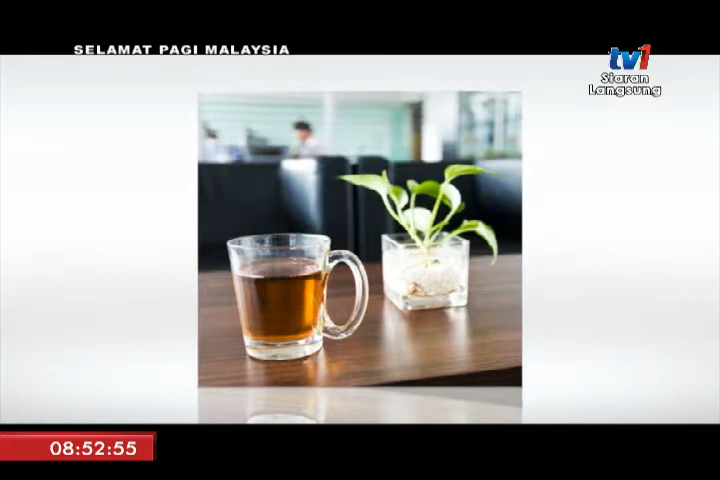 SELAMAT PAGI MALAYSIA
tv1
Siaran
Langsung
08:52:55